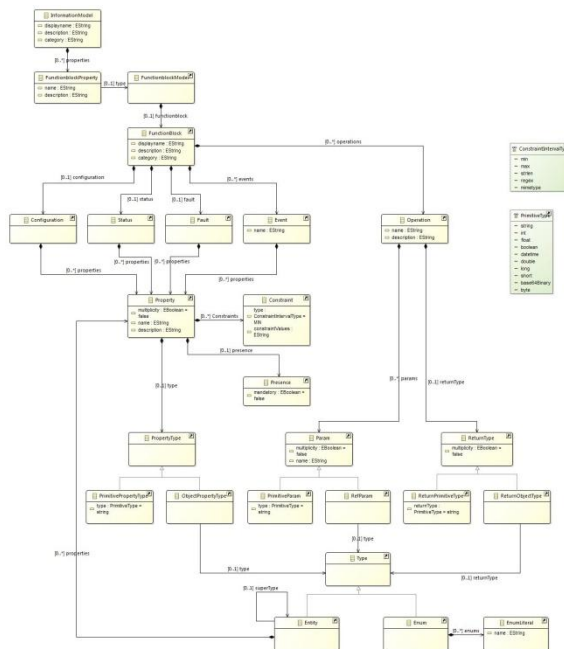 InformationModel
displayname : EString
description : EString
category : EString
[0..*] properties
FunctionblockProperty
name : EString
description : EString
[0..1] type
FunctionblockModel
[0..1] functionblock
FunctionBlock
displayname : EString
description : EString
category : EString
[0..*] operations
[0..1] configuration
[0..1] status
[0..1] fault
[0..*] events
ConstraintIntervalTy
min
max
strlen
regex
mimetype
PrimitiveType
string
int
float
boolean
datetime
double
long
short
base64Binary
byte
Configuration
Status
Fault
Event
name : EString
Operation
name : EString
description : EString
[0..*] properties
[0..*] properties
[0..*] properties
[0..*] properties
Property
multiplicity : EBoolean =
false
name : EString
description : EString
[0..*] Constraints
Constraint
type :
ConstraintIntervalType =
MIN
constraintValues :
EString
[0..1] presence
Presence
mandatory : EBoolean =
false
[0..1] type
[0..*] params
[0..1] returnType
PropertyType
Param
multiplicity : EBoolean =
false
name : EString
ReturnType
multiplicity : EBoolean =
false
PrimitivePropertyType
type : PrimitiveType =
string
ObjectPropertyType
PrimitiveParam
type : PrimitiveType =
string
RefParam
ReturnPrimitiveType
returnType :
PrimitiveType = string
ReturnObjectType
[0..1] type
[0..*] properties
[0..1] type
Type
[0..1] returnType
[0..1] superType
Entity
Enum
[0..*] enums
EnumLiteral
name : EString